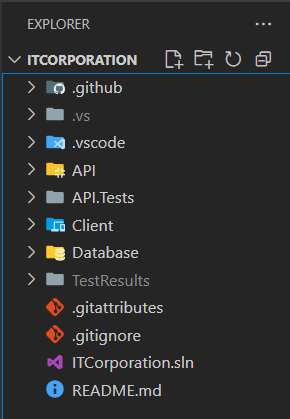 EXPLORER
ITCORPORATION
.github
.vs
.vscode
API
API.Tests
Client
Database
TestResults
.gitattributes
.gitignore
ITCorporation.sln
README.md